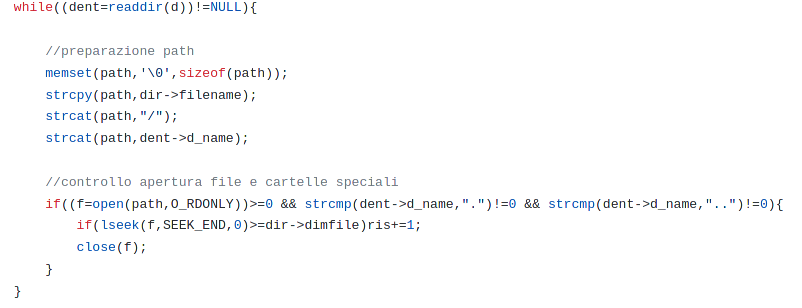 while((dent=readdir(d))!=NULL){
//preparazione path
memset(path,'\0',sizeof(path));
strcpy(path,dir->filename);
strcat(path,"/");
strcat(path,dent->d_name);
//controllo apertura file e cartelle speciali
if((f=open(path,O_RDONLY))>=0 && strcmp(dent->d_name,".")!=0 && strcmp(dent->d_name,"..")!=0){
if(lseek(f,SEEK_END,0)>=dir->dimfile)ris+=1;
close(f);
}
}